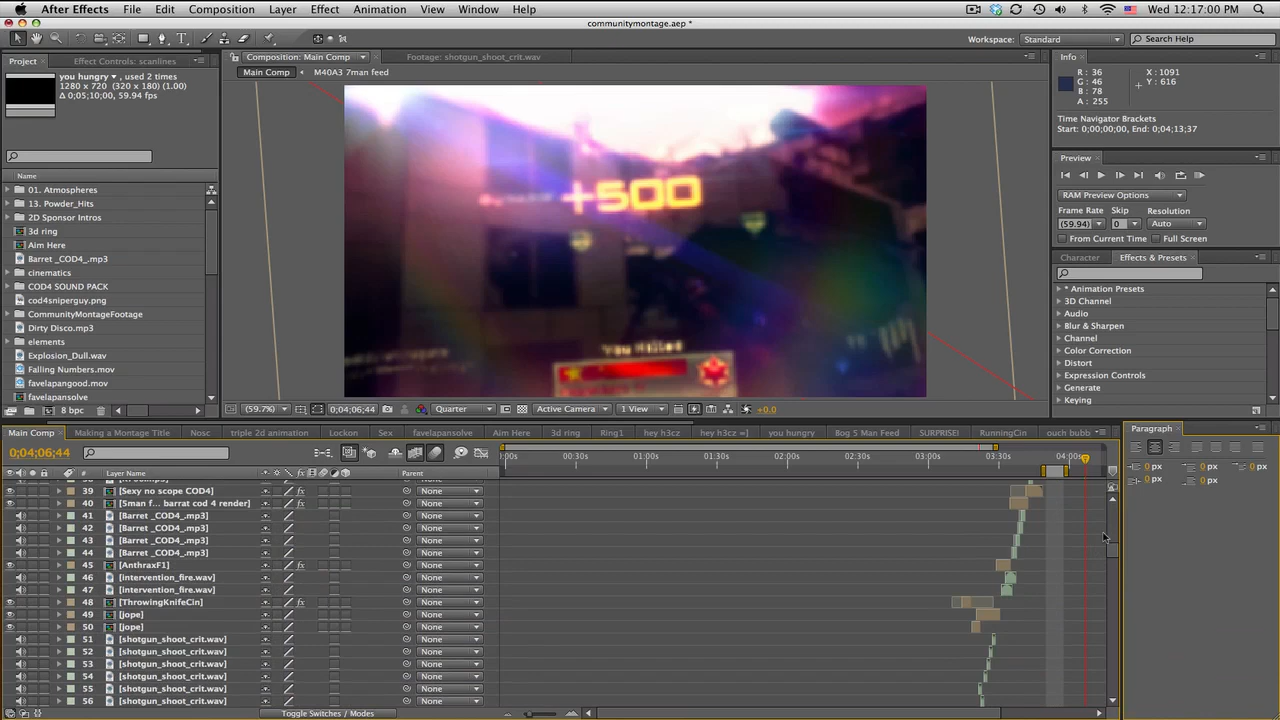 After Effects File Edit Composition Layer Effect Animation View Window Help Wed 12:17:00 PM
communitymontage.aep *
Workspace: Standard Search Help
Project Effect Controls: scanlines
Composition: Main Comp Footage: shotgun_shoot_crit.wav
Info
Main Comp M40A3 7man feed
you hungry , used 2 times
1280 x 720 (320 x 180) (1.00)
Δ 0;05;10;00, 59.94 fps
R : 36
G : 46
B : 78
A : 255
X : 1091
Y : 616
Time Navigator Brackets
Start: 0;00;00;00, End: 0;04;13;37
Preview
RAM Preview Options
Frame Rate Skip Resolution
(59.94) 0 Auto
From Current Time Full Screen
Character Effects & Presets
* Animation Presets
3D Channel
Audio
Blur & Sharpen
Channel
Color Correction
Distort
Expression Controls
Generate
Keying
Name
01. Atmospheres
13. Powder_Hits
2D Sponsor Intros
3d ring
Aim Here
Barret _COD4_.mp3
cinematics
COD4 SOUND PACK
cod4sniperguy.png
CommunityMontageFootage
Dirty Disco.mp3
elements
Explosion_Dull.wav
Falling Numbers.mov
favelapangood.mov
favelapansolve
8 bpc
+500
You Killed
(59.7%) 0;04;06;44 Quarter Active Camera 1 View +0.0
Main Comp Making a Montage Title Nosc triple 2d animation Lockon Sex favelapansolve Aim Here 3d ring Ring1 hey h3cz hey h3cz =] you hungry Bog 5 Man Feed SURPRISE! RunningCin ouch bubb
Paragraph
0 px 0 px 0 px
0 px 0 px
0;04;06;44
:00s 00:30s 01:00s 01:30s 02:00s 02:30s 03:00s 03:30s 04:00s
# Layer Name Parent
39 [Sexy no scope COD4] None
40 [5man f... barrat cod 4 render] None
41 [Barret _COD4_.mp3] None
42 [Barret _COD4_.mp3] None
43 [Barret _COD4_.mp3] None
44 [Barret _COD4_.mp3] None
45 [AnthraxF1] None
46 [intervention_fire.wav] None
47 [intervention_fire.wav] None
48 [ThrowingKnifeCin] None
49 [jope] None
50 [jope] None
51 [shotgun_shoot_crit.wav] None
52 [shotgun_shoot_crit.wav] None
53 [shotgun_shoot_crit.wav] None
54 [shotgun_shoot_crit.wav] None
55 [shotgun_shoot_crit.wav] None
56 [shotgun_shoot_crit.wav] None
Toggle Switches / Modes